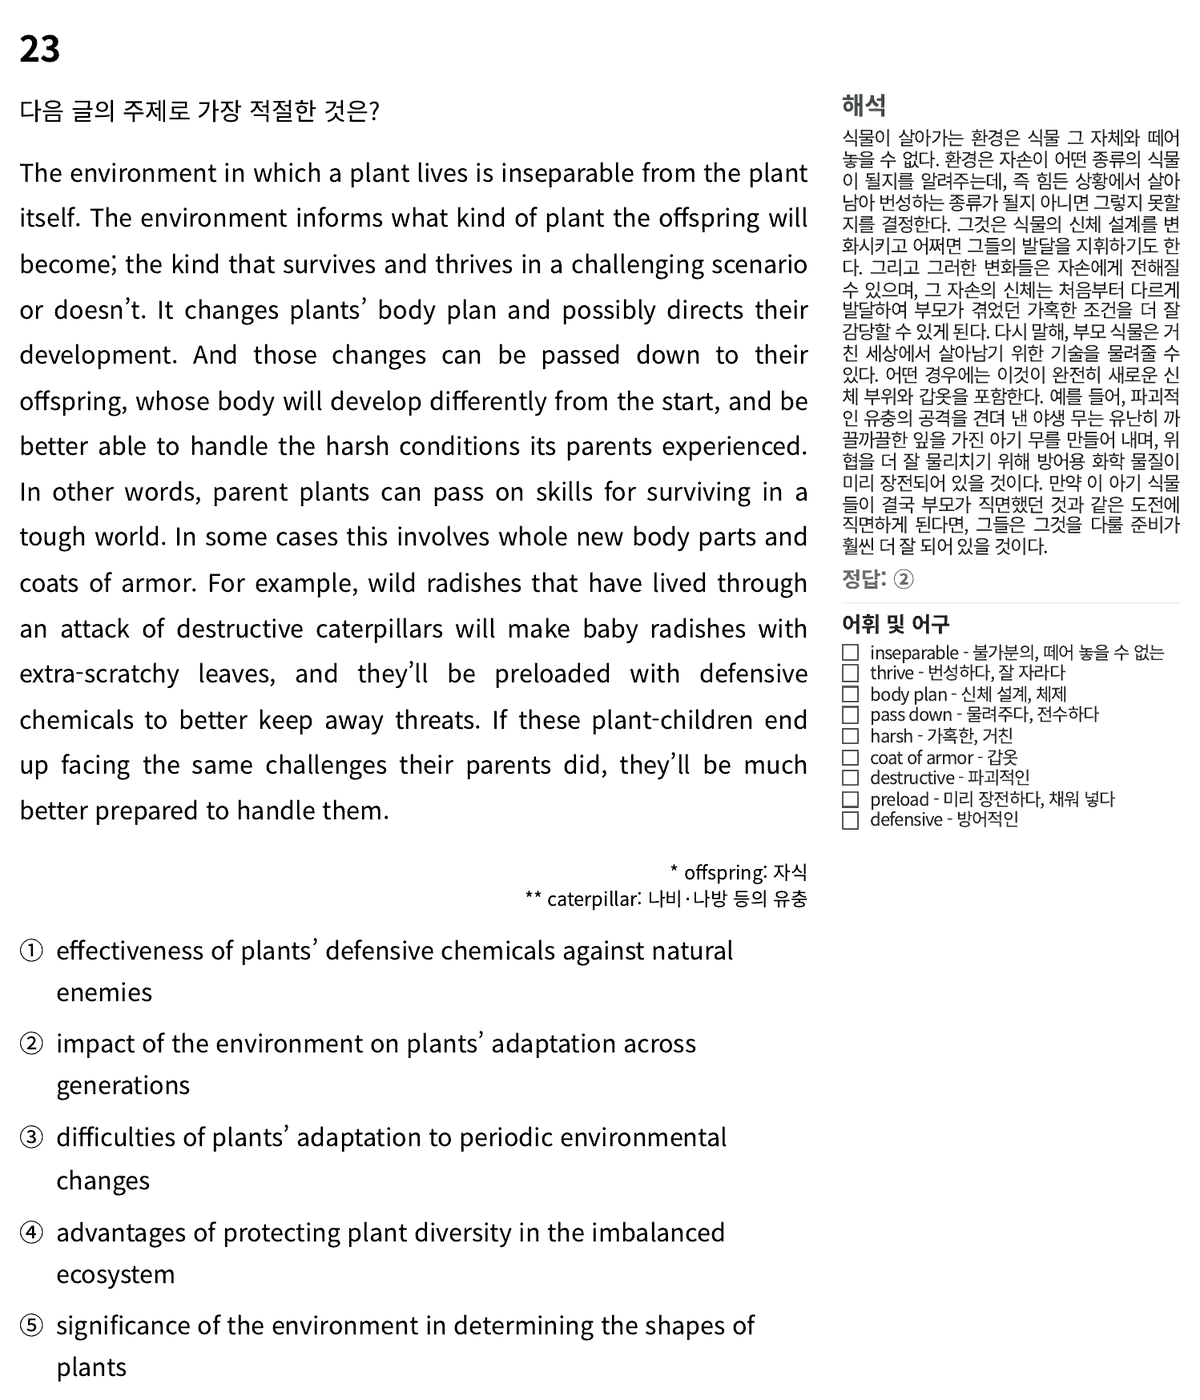 23
다음 글의 주제로 가장 적절한 것은?
The environment in which a plant lives is inseparable from the plant
itself. The environment informs what kind of plant the offspring will
become; the kind that survives and thrives in a challenging scenario
or doesn’t. It changes plants’ body plan and possibly directs their
development. And those changes can be passed down to their
offspring, whose body will develop differently from the start, and be
better able to handle the harsh conditions its parents experienced.
In other words, parent plants can pass on skills for surviving in a
tough world. In some cases this involves whole new body parts and
coats of armor. For example, wild radishes that have lived through
an attack of destructive caterpillars will make baby radishes with
extra-scratchy leaves, and they’ll be preloaded with defensive
chemicals to better keep away threats. If these plant-children end
up facing the same challenges their parents did, they’ll be much
better prepared to handle them.
* offspring: 자식
** caterpillar: 나비·나방 등의 유충
① effectiveness of plants’ defensive chemicals against natural
enemies
② impact of the environment on plants’ adaptation across
generations
③ difficulties of plants’ adaptation to periodic environmental
changes
④ advantages of protecting plant diversity in the imbalanced
ecosystem
⑤ significance of the environment in determining the shapes of
plants
해석
식물이 살아가는 환경은 식물 그 자체와 떼어
놓을 수 없다. 환경은 자손이 어떤 종류의 식물
이 될지를 알려주는데, 즉 힘든 상황에서 살아
남아 번성하는 종류가 될지 아니면 그렇지 못할
지를 결정한다. 그것은 식물의 신체 설계를 변
화시키고 어쩌면 그들의 발달을 지휘하기도 한
다. 그리고 그러한 변화들은 자손에게 전해질
수 있으며, 그 자손의 신체는 처음부터 다르게
발달하여 부모가 겪었던 가혹한 조건을 더 잘
감당할 수 있게 된다. 다시 말해, 부모 식물은 거
친 세상에서 살아남기 위한 기술을 물려줄 수
있다. 어떤 경우에는 이것이 완전히 새로운 신
체 부위와 갑옷을 포함한다. 예를 들어, 파괴적
인 유충의 공격을 견뎌 낸 야생 무는 유난히 까
끌까끌한 잎을 가진 아기 무를 만들어 내며, 위
협을 더 잘 물리치기 위해 방어용 화학 물질이
미리 장전되어 있을 것이다. 만약 이 아기 식물
들이 결국 부모가 직면했던 것과 같은 도전에
직면하게 된다면, 그들은 그것을 다룰 준비가
훨씬 더 잘 되어 있을 것이다.
정답: ②
어휘 및 어구
□ inseparable - 불가분의, 떼어 놓을 수 없는
□ thrive - 번성하다, 잘 자라다
□ body plan - 신체 설계, 체제
□ pass down - 물려주다, 전수하다
□ harsh - 가혹한, 거친
□ coat of armor - 갑옷
□ destructive - 파괴적인
□ preload - 미리 장전하다, 채워 넣다
□ defensive - 방어적인